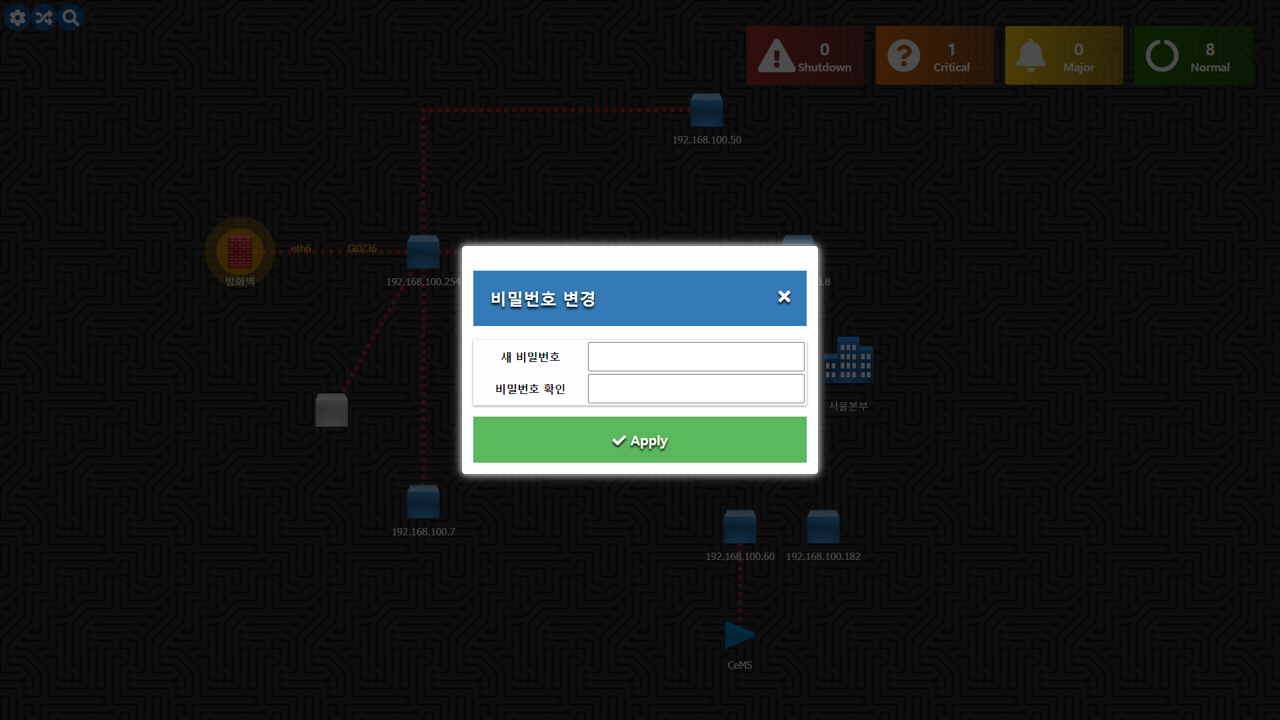 0
Shutdown
1
Critical
0
Major
8
Normal
192.168.100.50
eth6
Gi0/36
방화벽
192.168.100.254
.8
비밀번호 변경
새 비밀번호
비밀번호 확인
Apply
서울본부
192.168.100.7
192.168.100.60
192.168.100.182
CeMS